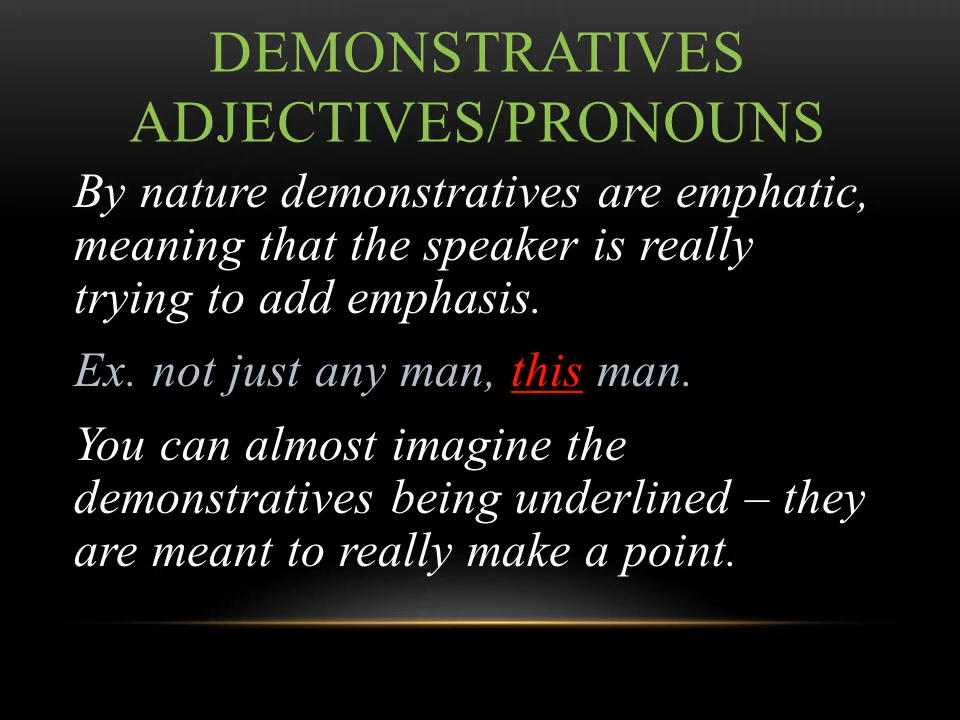 DEMONSTRATIVES
ADJECTIVES/PRONOUNS
By nature demonstratives are emphatic,
meaning that the speaker is really
trying to add emphasis.
Ex. not just any man, this man.
You can almost imagine the
demonstratives being underlined – they
are meant to really make a point.